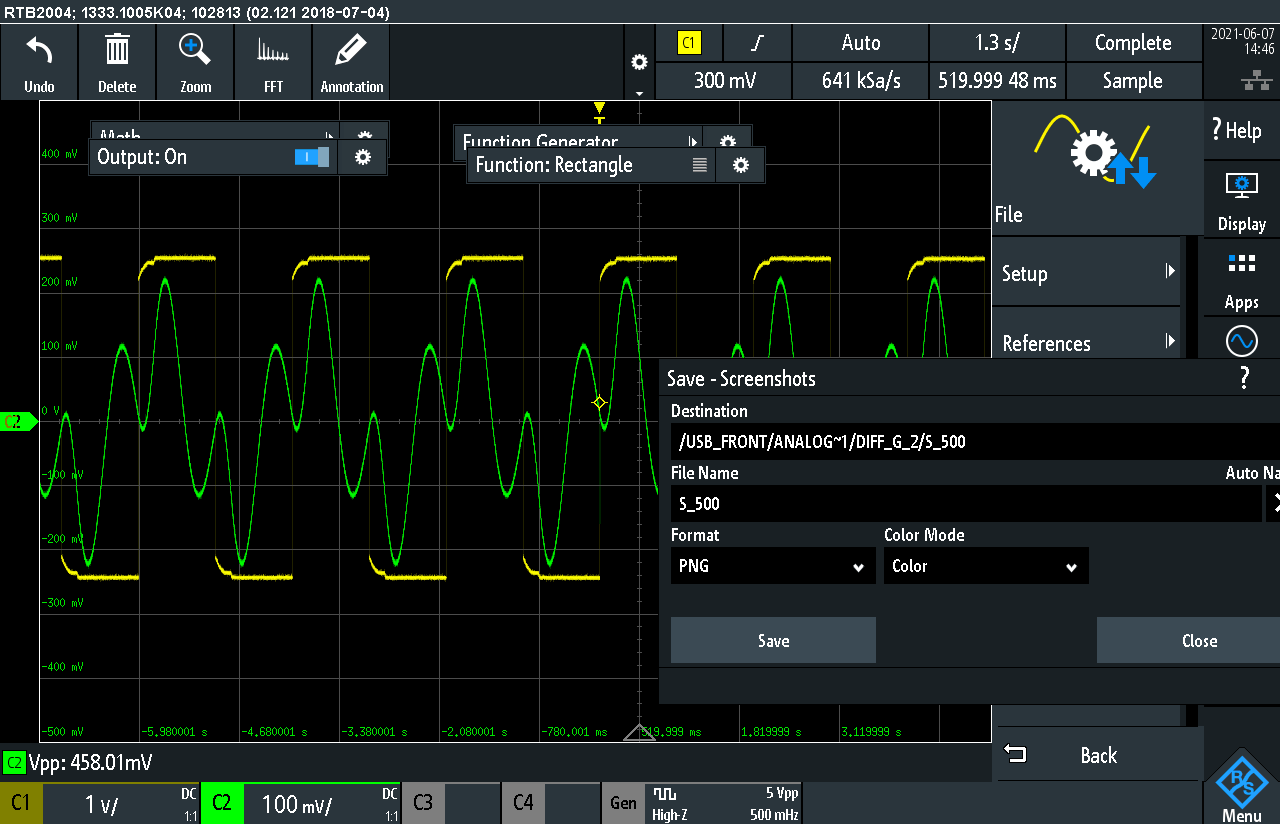 RTB2004; 1333.1005K04; 102813 (02.121 2018-07-04)
Undo
Delete
Zoom
FFT
Annotation
C1
Auto
1.3 s/
Complete
300 mV
641 kSa/s
519.999 48 ms
Sample
2021-06-07
14:46
Math
Output: On
Function Generator
Function: Rectangle
400 mV
300 mV
200 mV
100 mV
0 V
-100 mV
-200 mV
-300 mV
-400 mV
-500 mV
-5,980001 s
-4,680001 s
-3,380001 s
-2,080001 s
-780,001 ms
519,999 ms
1,819999 s
3,119999 s
C2
File
Setup
References
? Help
Display
Apps
Save - Screenshots
?
Destination
/USB_FRONT/ANALOG~1/DIFF_G_2/S_500
File Name
Auto Na
S_500
Format
Color Mode
PNG
Color
Save
Close
Back
Menu
R&S
C2 Vpp: 458.01mV
C1
1 V/
DC
1:1
C2
100 mV/
DC
1:1
C3
C4
Gen
High-Z
5 Vpp
500 mHz